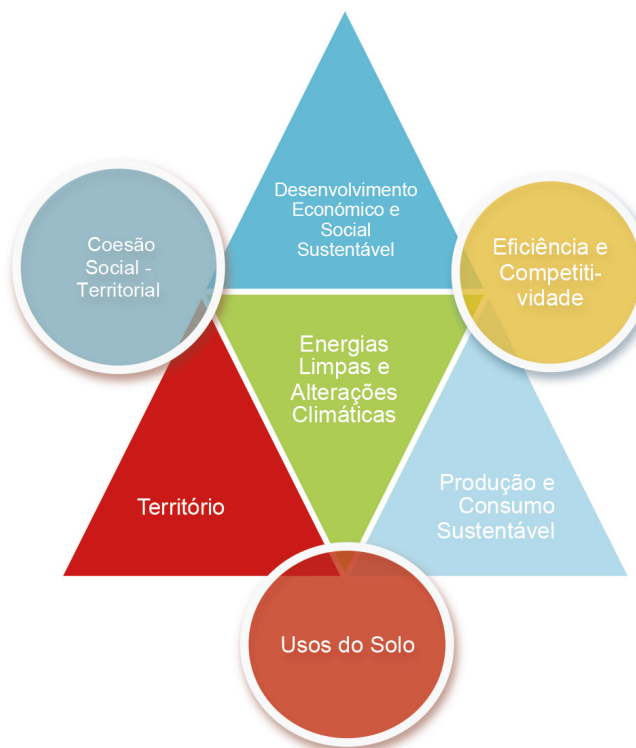 Desenvolvimento
Económico e
Social
Sustentável
Coesão
Social -
Territorial
Eficiência e
Competiti-
vidade
Energias
Limpas e
Alterações
Climáticas
Território
Produção e
Consumo
Sustentável
Usos do Solo